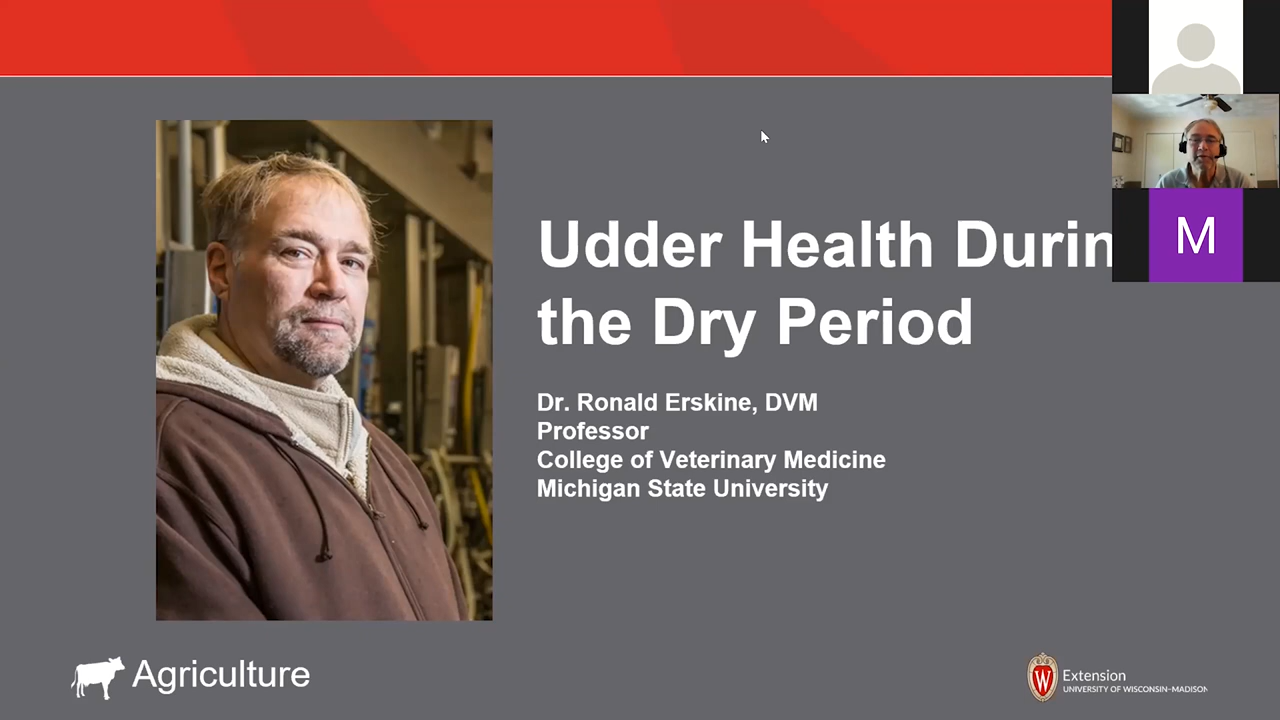 Udder Health Durin
the Dry Period
Dr. Ronald Erskine, DVM
Professor
College of Veterinary Medicine
Michigan State University
M
Agriculture
W
Extension
UNIVERSITY OF WISCONSIN–MADISON